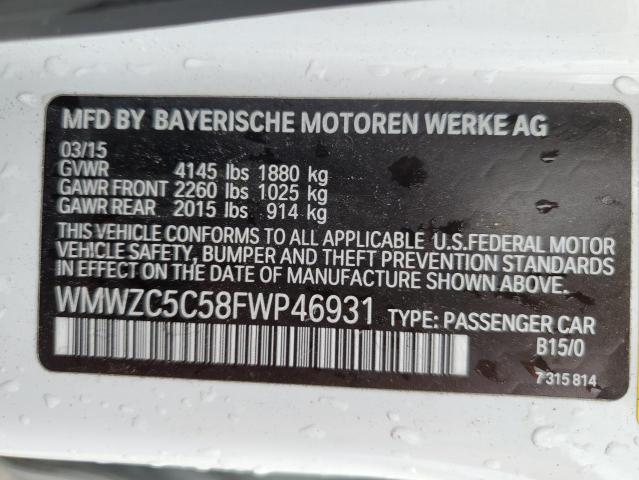 MFD BY BAYERISCHE MOTOREN WERKE AG
03/15
GVWR 4145 lbs 1880 kg
GAWR FRONT 2260 lbs 1025 kg
GAWR REAR 2015 lbs 914 kg
THIS VEHICLE CONFORMS TO ALL APPLICABLE U.S.FEDERAL MOTOR
VEHICLE SAFETY, BUMPER AND THEFT PREVENTION STANDARDS
IN EFFECT ON THE DATE OF MANUFACTURE SHOWN ABOVE.
WMWZC5C58FWP46931 TYPE: PASSENGER CAR
B15/0
7 315 814